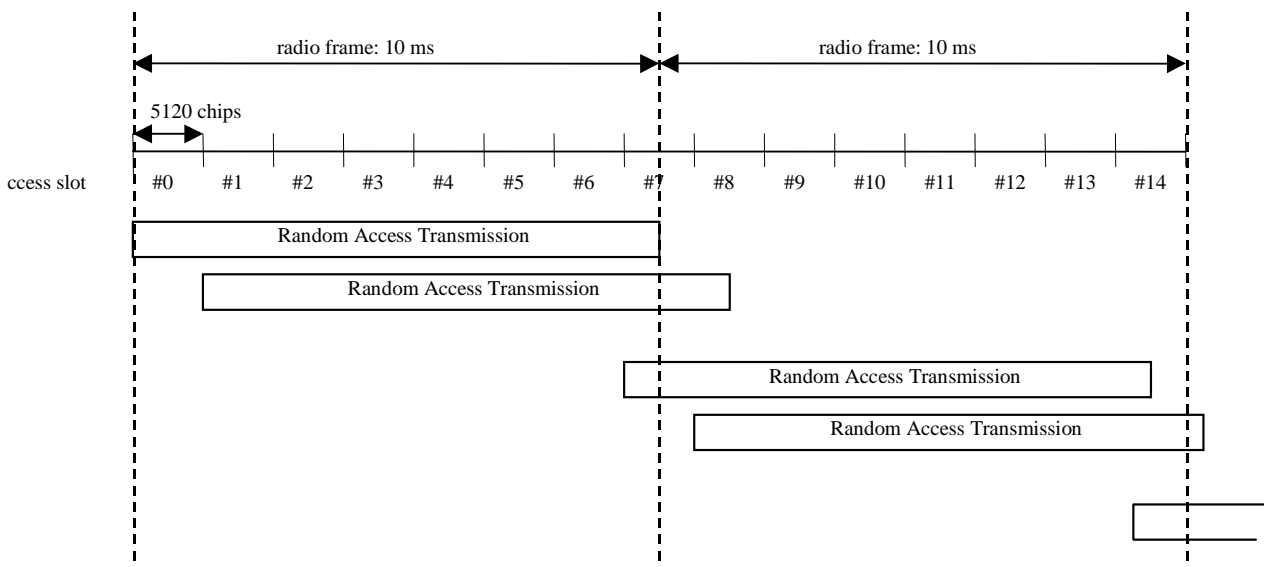 radio frame: 10 ms radio frame: 10 ms
5120 chips
ccess slot #0 #1 #2 #3 #4 #5 #6 #7 #8 #9 #10 #11 #12 #13 #14
Random Access Transmission
Random Access Transmission
Random Access Transmission
Random Access Transmission